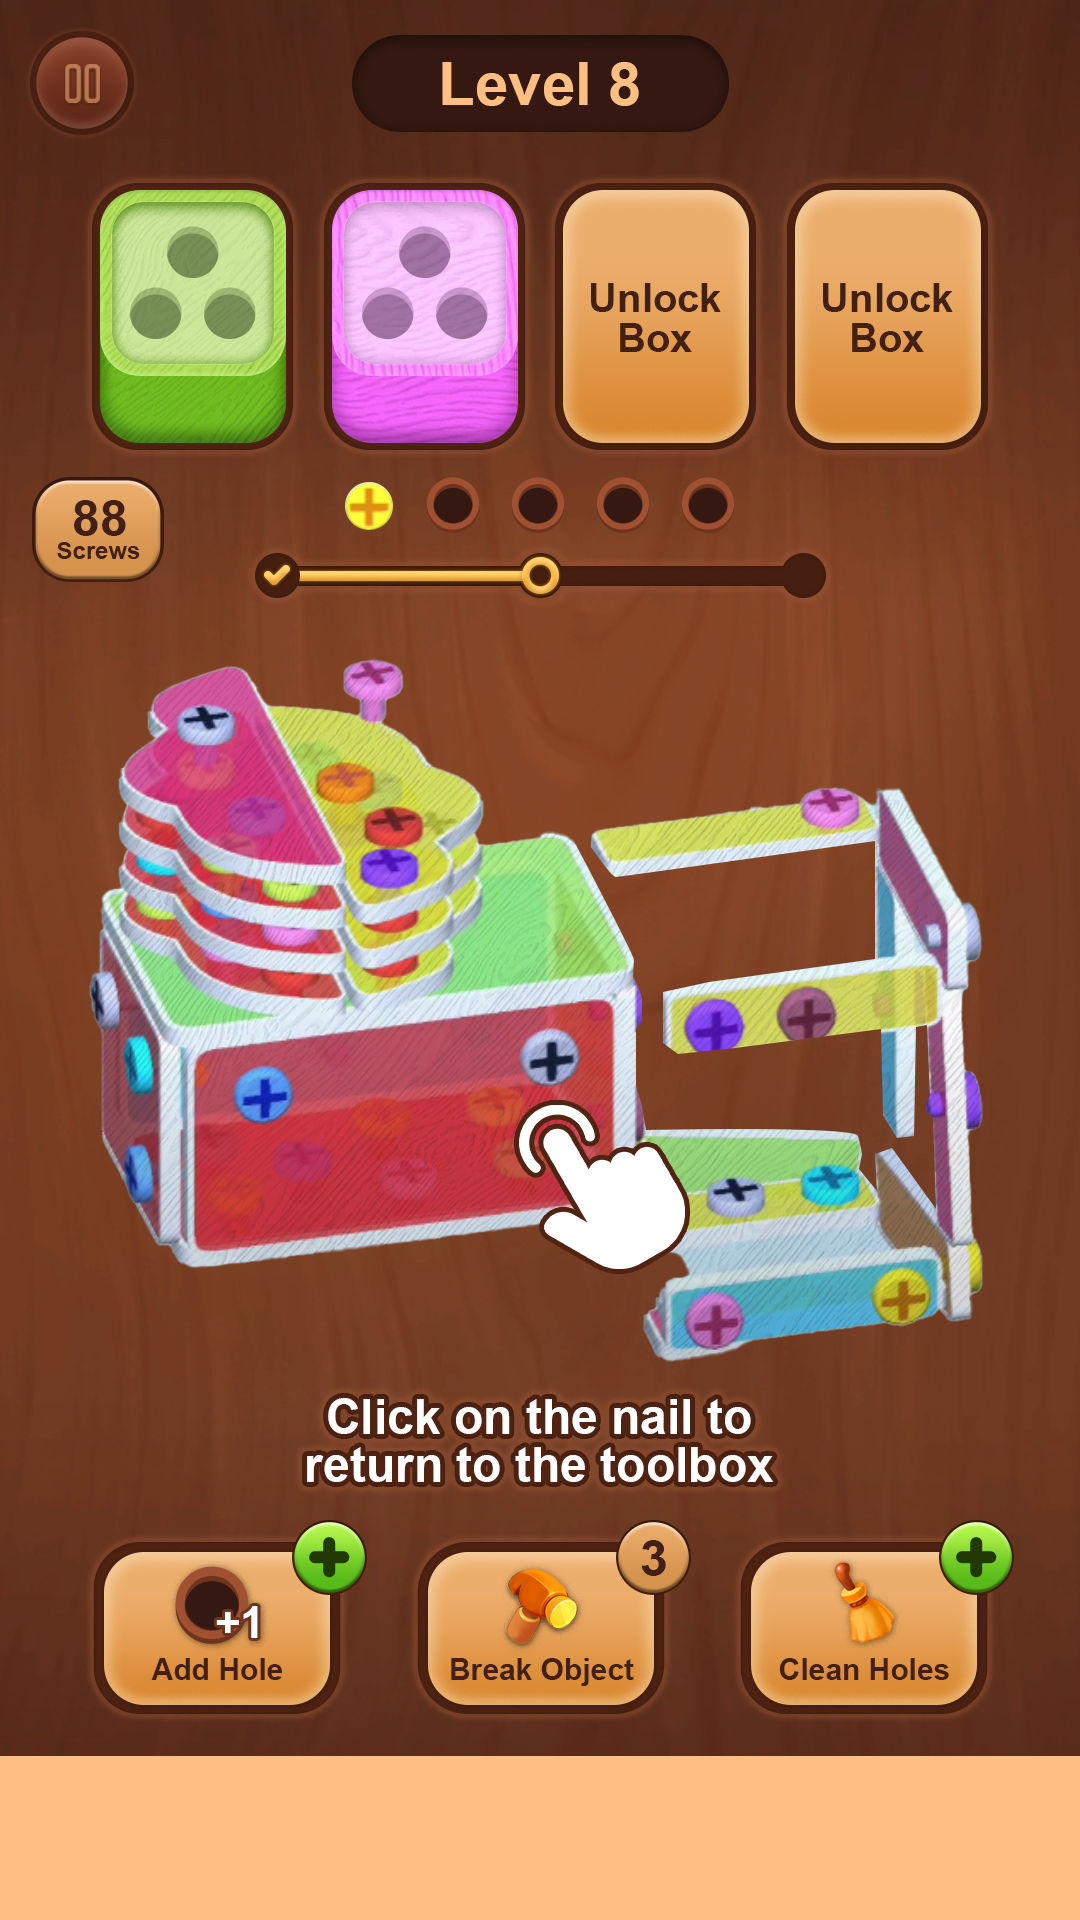 Level 8
Unlock
Box
Unlock
Box
88
Screws
Click on the nail to
return to the toolbox
+1
Add Hole
3
Break Object
Clean Holes